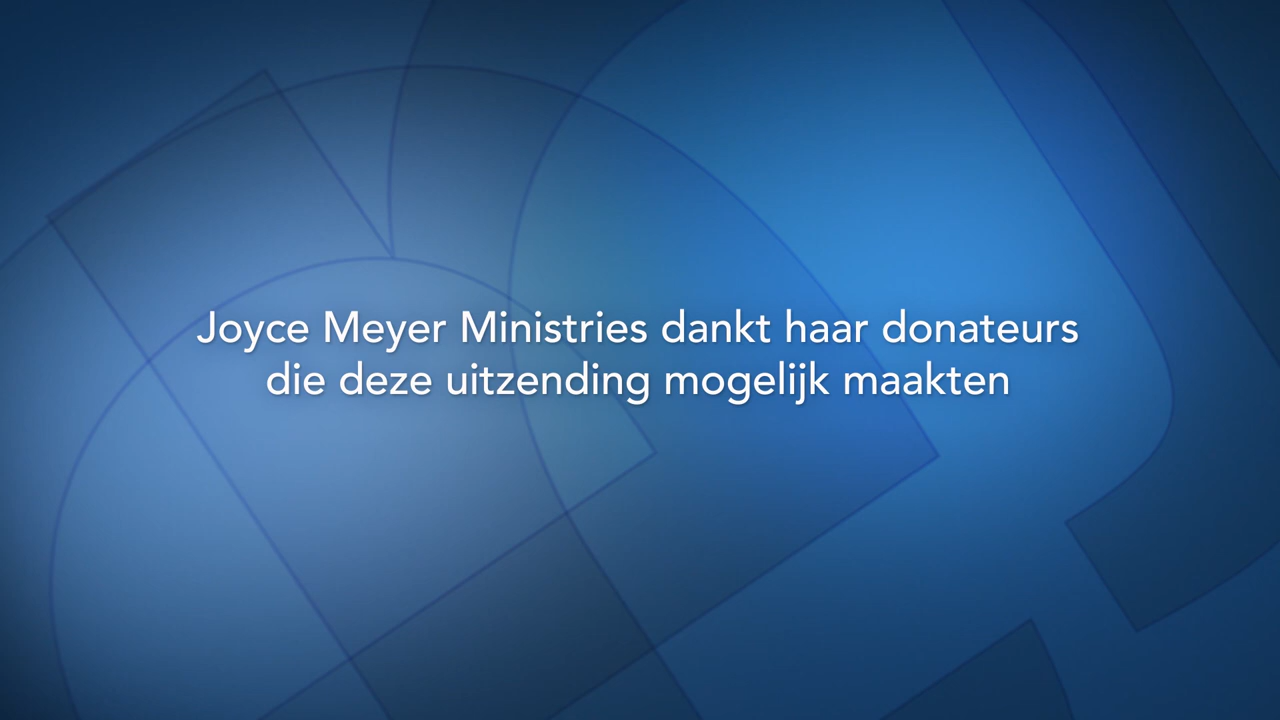 Joyce Meyer Ministries dankt haar donateurs
die deze uitzending mogelijk maakten